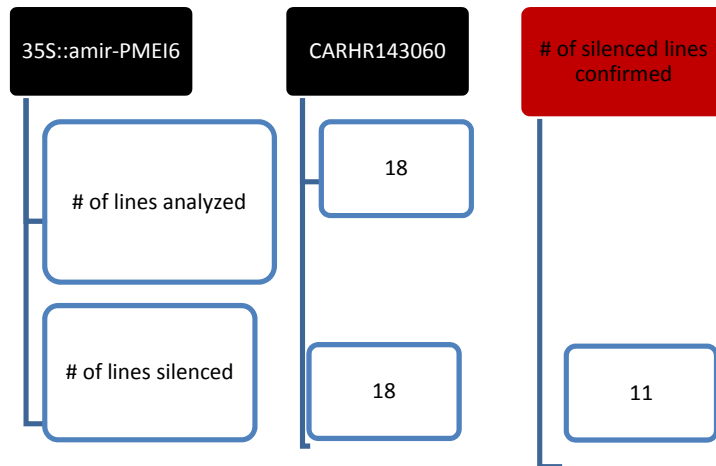 35S::amir-PMEI6
CARHR143060
# of silenced lines
confirmed
# of lines analyzed
18
# of lines silenced
18
11